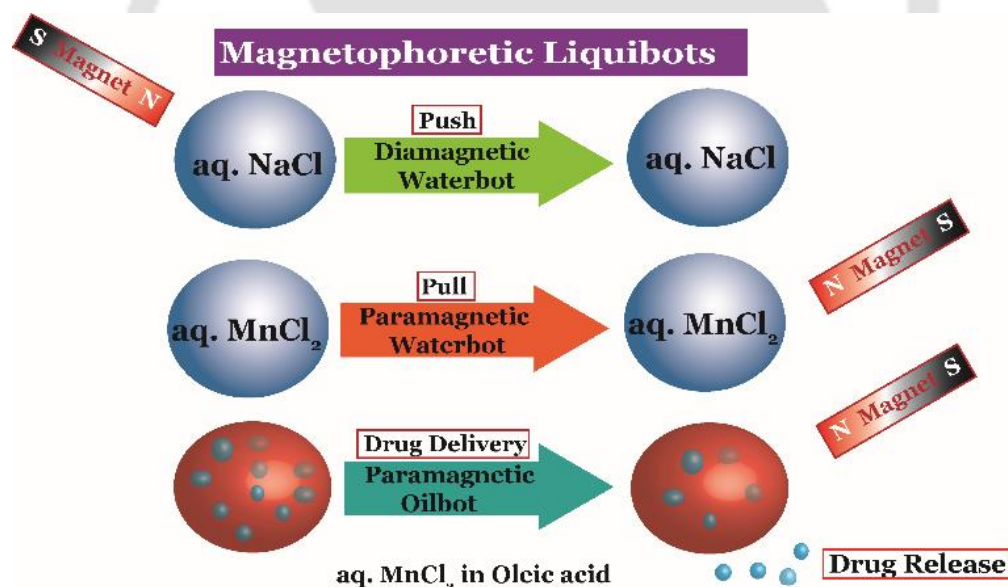 Magnetophoretic Liquibots
S Magnet N
Push
aq. NaCl
Diamagnetic
Waterbot
aq. NaCl
Pull
aq. MnCl₂
Paramagnetic
Waterbot
aq. MnCl₂
N Magnet S
Drug Delivery
Paramagnetic
Oilbot
N Magnet S
aq. MnCl₂ in Oleic acid
Drug Release